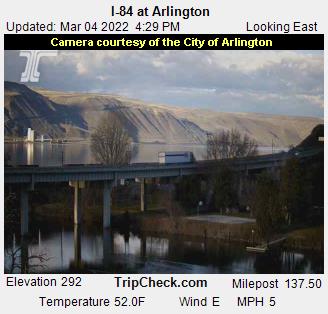 I-84 at Arlington
Updated: Mar 04 2022 4:29 PM Looking East
Camera courtesy of the City of Arlington
Elevation 292 TripCheck.com Milepost 137.50
Temperature 52.0F Wind E MPH 5